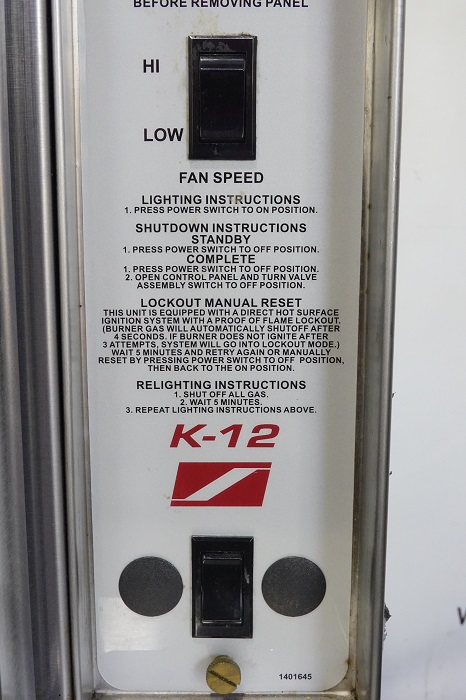 BEFORE REMOVING PANEL
HI
LOW
FAN SPEED
LIGHTING INSTRUCTIONS
1. PRESS POWER SWITCH TO ON POSITION.
SHUTDOWN INSTRUCTIONS
STANDBY
1. PRESS POWER SWITCH TO OFF POSITION.
COMPLETE
1. PRESS POWER SWITCH TO OFF POSITION.
2. OPEN CONTROL PANEL AND TURN VALVE
ASSEMBLY SWITCH TO OFF POSITION.
LOCKOUT MANUAL RESET
THIS UNIT IS EQUIPPED WITH A DIRECT HOT SURFACE
IGNITION SYSTEM WITH A PROOF OF FLAME LOCKOUT,
(BURNER GAS WILL AUTOMATICALLY SHUTOFF AFTER
4 SECONDS. IF BURNER DOES NOT IGNITE AFTER
3 ATTEMPTS, SYSTEM WILL GO INTO LOCKOUT MODE.)
WAIT 5 MINUTES AND RETRY AGAIN OR MANUALLY
RESET BY PRESSING POWER SWITCH TO OFF POSITION,
THEN BACK TO THE ON POSITION.
RELIGHTING INSTRUCTIONS
1. SHUT OFF ALL GAS.
2. WAIT 5 MINUTES.
3. REPEAT LIGHTING INSTRUCTIONS ABOVE.
K-12
1401645